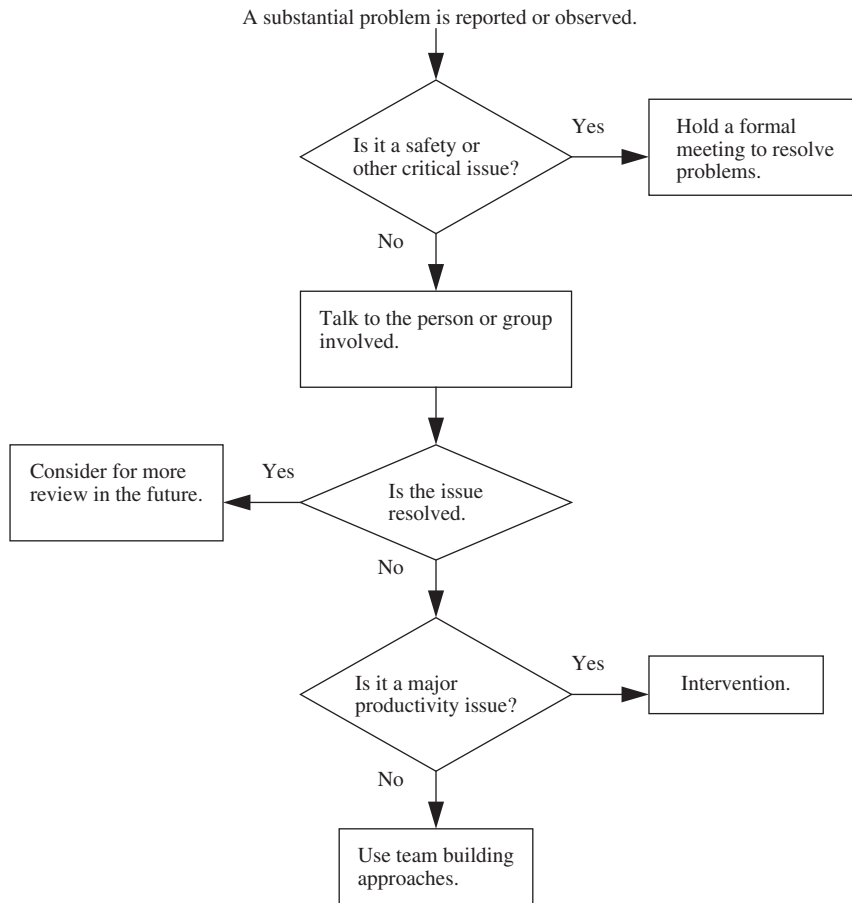 A substantial problem is reported or observed.
Is it a safety or
other critical issue?
Yes
Hold a formal
meeting to resolve
problems.
No
Talk to the person or group
involved.
Is the issue
resolved.
Yes
Consider for more
review in the future.
No
Is it a major
productivity issue?
Yes
Intervention.
No
Use team building
approaches.